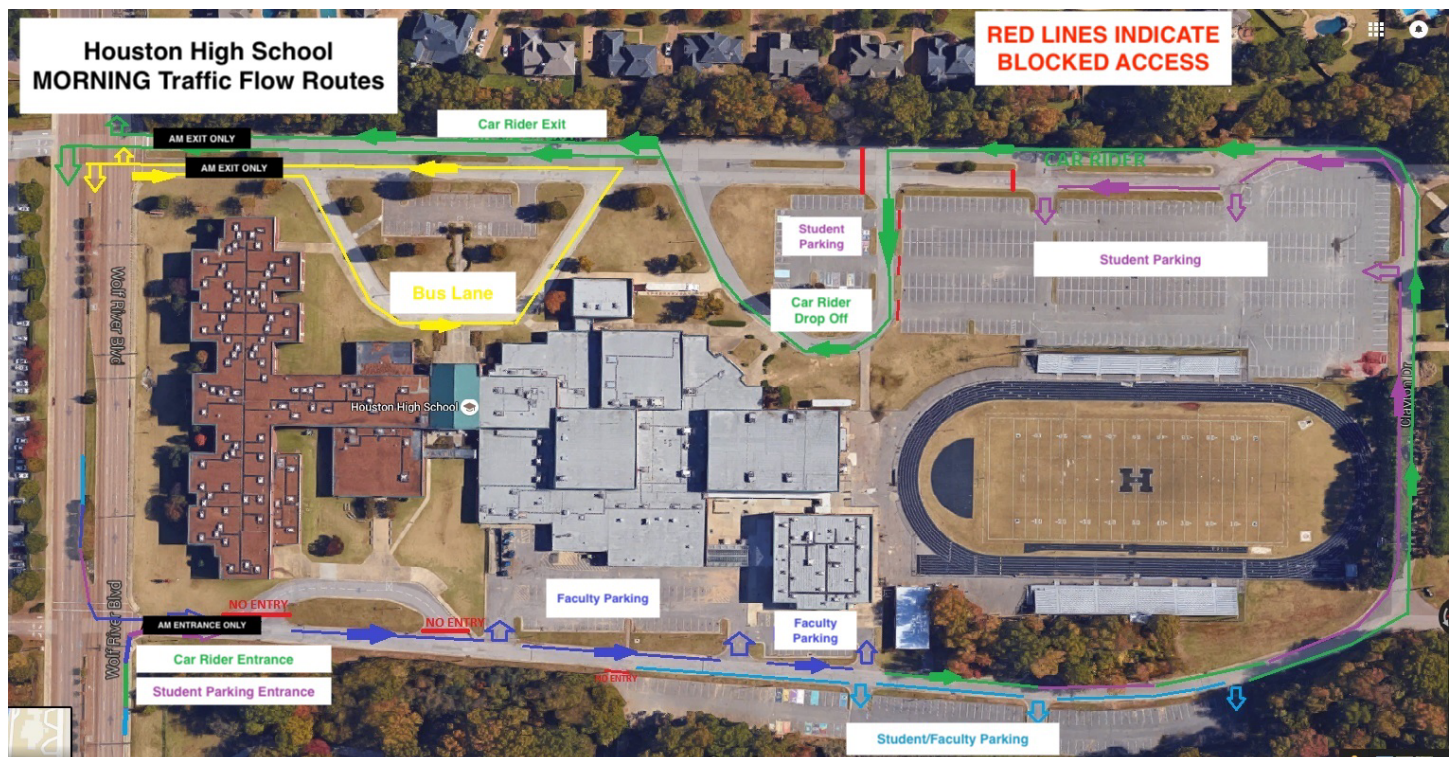 Houston High School
MORNING Traffic Flow Routes
RED LINES INDICATE
BLOCKED ACCESS
AM EXIT ONLY
Car Rider Exit
AM EXIT ONLY
CAR RIDER
Student
Parking
Student Parking
Bus Lane
Car Rider
Drop Off
Wolf River Blvd
Houston High School
H
Wolf River Blvd
NO ENTRY
AM ENTRANCE ONLY
NO ENTRY
Faculty Parking
Faculty
Parking
Car Rider Entrance
Student Parking Entrance
NO ENTRY
Student/Faculty Parking